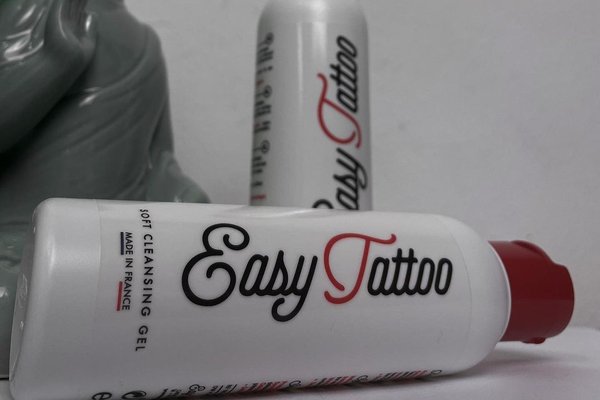 Easy Tattoo
Easy Tattoo
SOFT CLEANSING GEL
MADE IN FRANCE